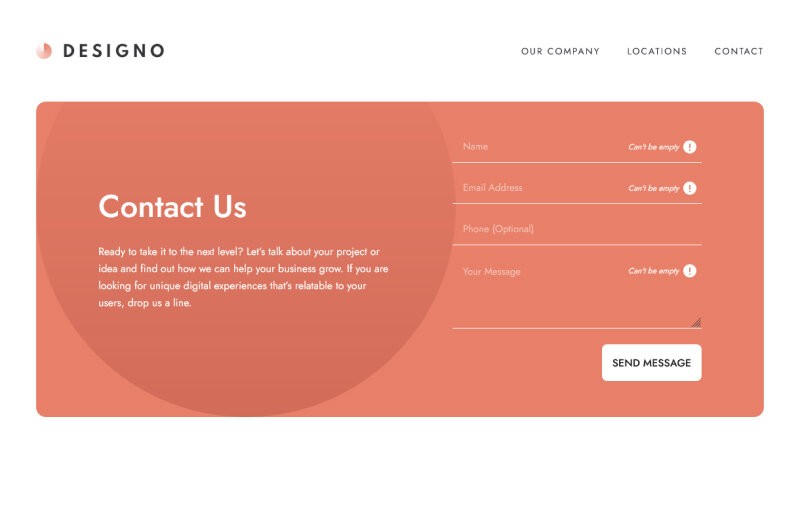 DESIGNO
OUR COMPANY
LOCATIONS
CONTACT
Contact Us
Ready to take it to the next level? Let’s talk about your project or
idea and find out how we can help your business grow. If you are
looking for unique digital experiences that’s relatable to your
users, drop us a line.
Name
Can't be empty
Email Address
Can't be empty
Phone (Optional)
Your Message
Can't be empty
SEND MESSAGE